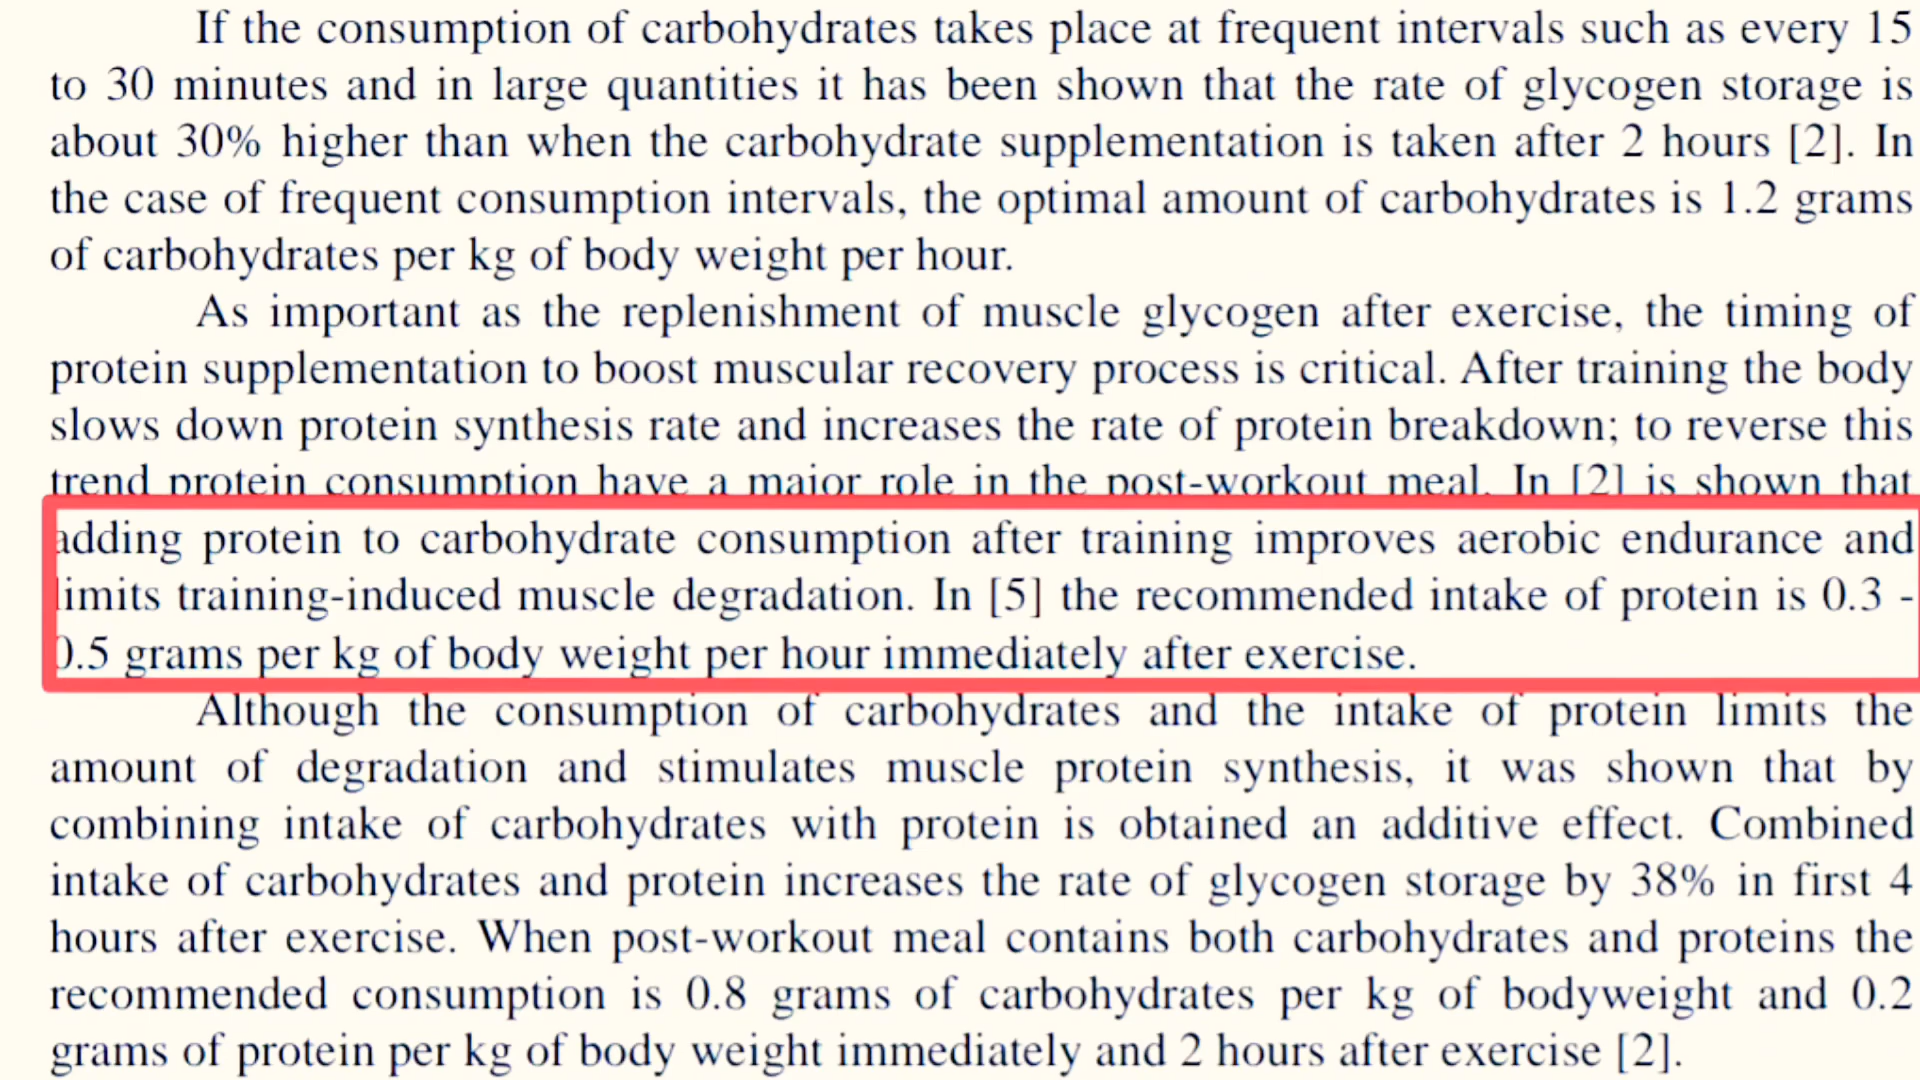 If the consumption of carbohydrates takes place at frequent intervals such as every 15
to 30 minutes and in large quantities it has been shown that the rate of glycogen storage is
about 30% higher than when the carbohydrate supplementation is taken after 2 hours [2]. In
the case of frequent consumption intervals, the optimal amount of carbohydrates is 1.2 grams
of carbohydrates per kg of body weight per hour.
As important as the replenishment of muscle glycogen after exercise, the timing of
protein supplementation to boost muscular recovery process is critical. After training the body
slows down protein synthesis rate and increases the rate of protein breakdown; to reverse this
trend protein consumption have a major role in the post-workout meal. In [2] is shown that
adding protein to carbohydrate consumption after training improves aerobic endurance and
limits training-induced muscle degradation. In [5] the recommended intake of protein is 0.3 -
0.5 grams per kg of body weight per hour immediately after exercise.
Although the consumption of carbohydrates and the intake of protein limits the
amount of degradation and stimulates muscle protein synthesis, it was shown that by
combining intake of carbohydrates with protein is obtained an additive effect. Combined
intake of carbohydrates and protein increases the rate of glycogen storage by 38% in first 4
hours after exercise. When post-workout meal contains both carbohydrates and proteins the
recommended consumption is 0.8 grams of carbohydrates per kg of bodyweight and 0.2
grams of protein per kg of body weight immediately and 2 hours after exercise [2].